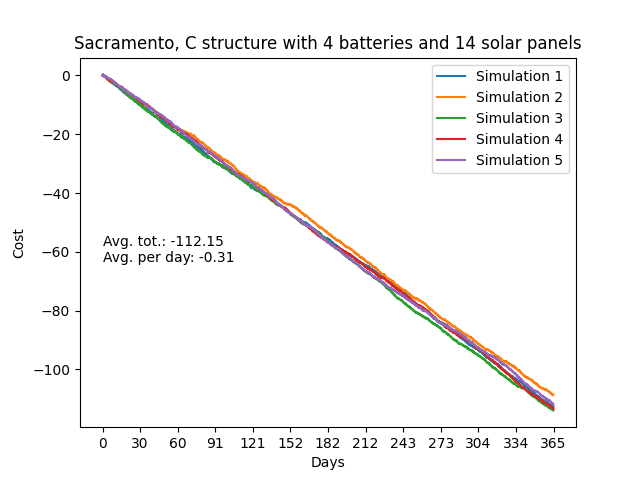 Sacramento, C structure with 4 batteries and 14 solar panels
Simulation 1
Simulation 2
Simulation 3
Simulation 4
Simulation 5
Avg. tot.: -112.15
Avg. per day: -0.31
Cost
0
−20
−40
−60
−80
−100
0 30 60 91 121 152 182 212 243 273 304 334 365
Days